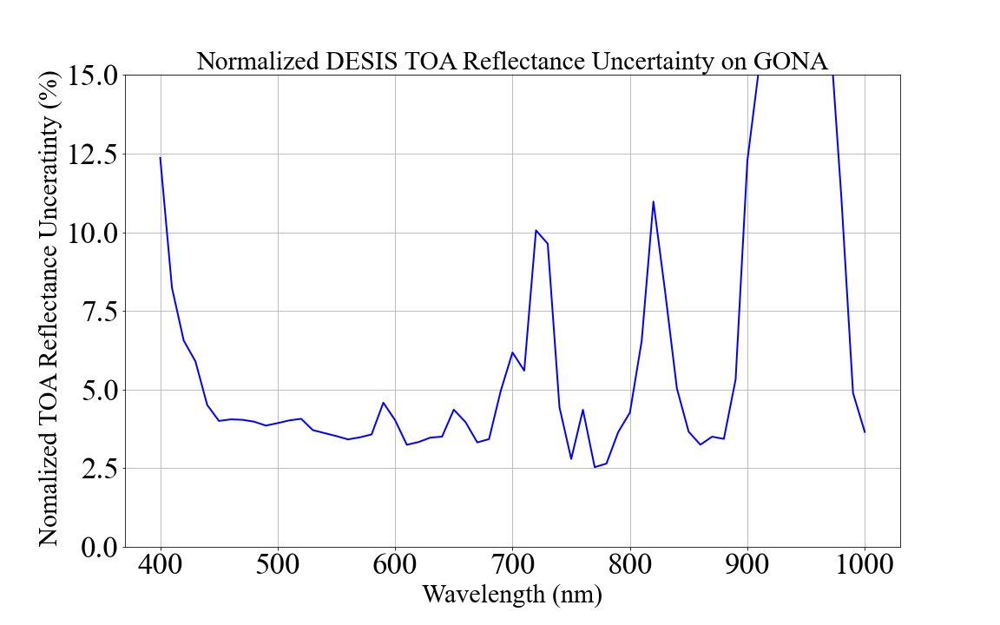 Normalized DESIS TOA Reflectance Uncertainty on GONA
Nomalized TOA Reflectance Unceratinty (%)
15.0
12.5
10.0
7.5
5.0
2.5
0.0
400 500 600 700 800 900 1000
Wavelength (nm)